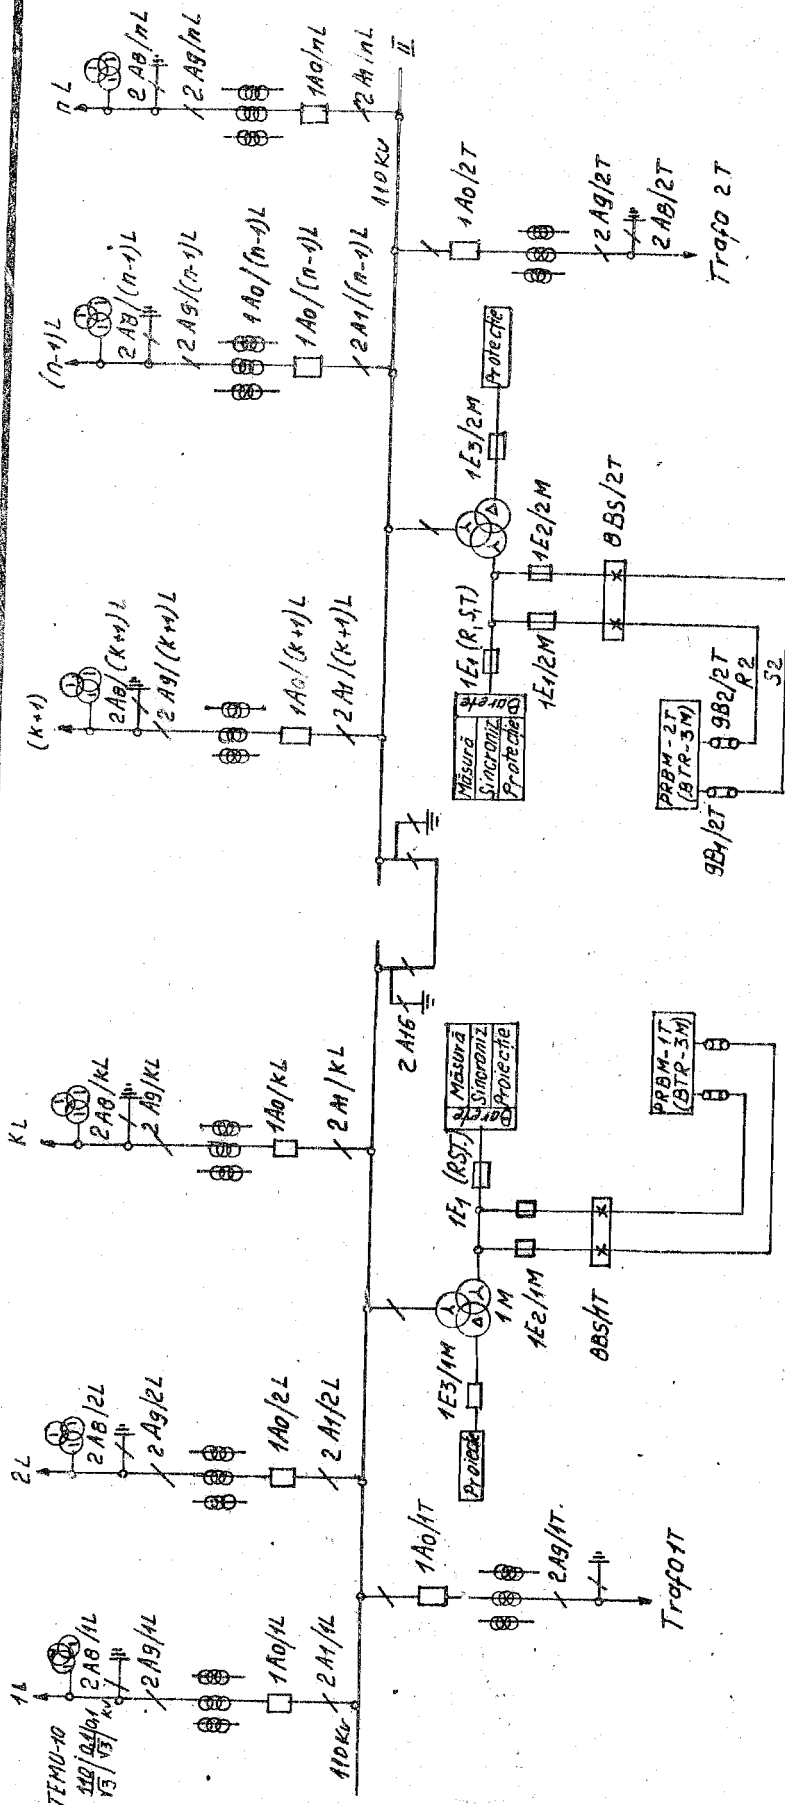 TEMU-10
110/√3 / 0,1/√3 / 0,1 kV
1L
2A8/1L
2A9/1L
1A0/1L
2A1/1L
110KV
2L
2A8/2L
2A9/2L
1A0/2L
2A1/2L
KL
2A8/KL
2A9/KL
1A0/KL
2A1/KL
(K+1)
2A8/(K+1)L
2A9/(K+1)L
1A0/(K+1)L
2A1/(K+1)L
(n-1)L
2A8/(n-1)L
2A9/(n-1)L
1A0/(n-1)L
1A0/(n-1)L
2A1/(n-1)L
nL
2A8/nL
2A9/nL
1A0/nL
2A1/nL
II
110KV
1A0/1T
2A9/1T.
Trafo 1T
Protecție
1E3/1M
1M
1E1 (RST.)
Măsură
Sincroniz
Protecție
1E2/1M
8BS/1T
PRBM-1T
(BTR-3M)
2A16
Măsură
Sincroniz
Protecție
1E1 (R,S,T)
1E1/2M
1E2/2M
1E3/2M
Protecție
8BS/2T
PRBM-2T
(BTR-3M)
9B1/2T
9B2/2T
R2
S2
1A0/2T
2A9/2T
2A8/2T
Trafo 2T